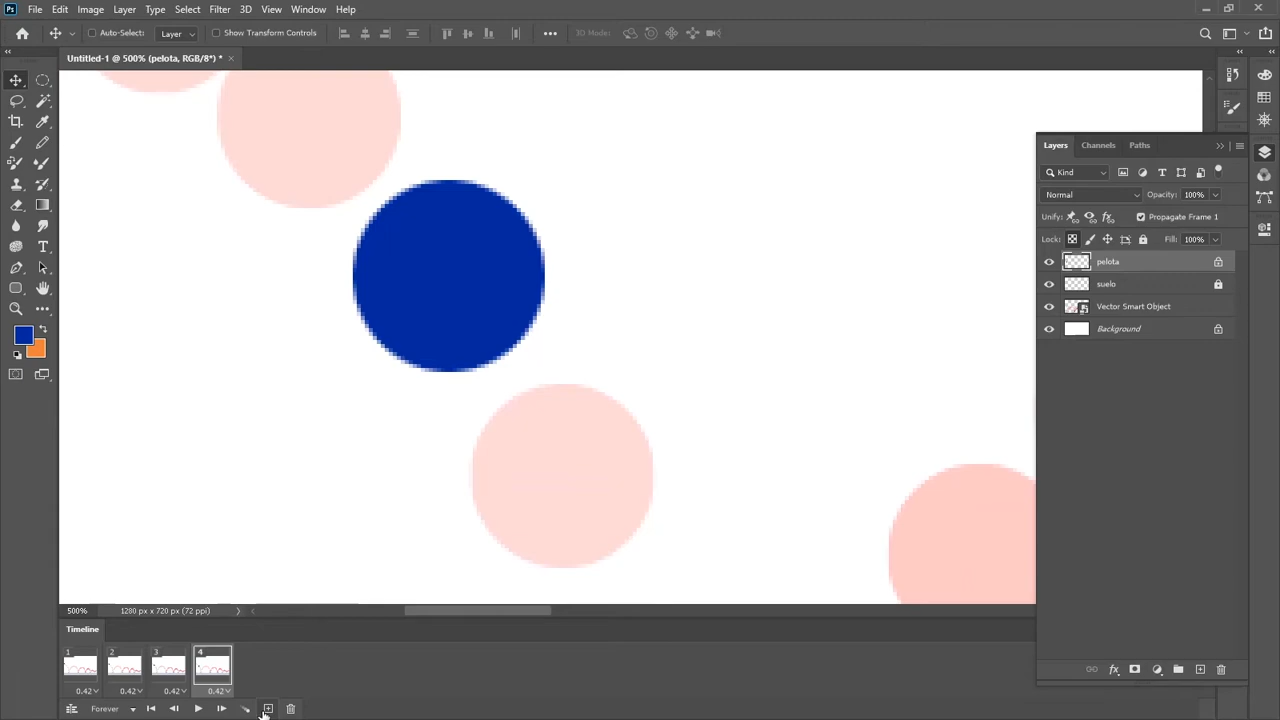 Ps File Edit Image Layer Type Select Filter 3D View Window Help
Auto-Select: Layer Show Transform Controls 3D Mode:
Untitled-1 @ 500% (pelota, RGB/8*) *
Layers Channels Paths
Kind
Normal Opacity: 100%
Unify: Propagate Frame 1
Lock: Fill: 100%
pelota
suelo
Vector Smart Object
Background
500% 1280 px x 720 px (72 ppi)
Timeline
1 2 3 4
0.42 0.42 0.42 0.42
Forever